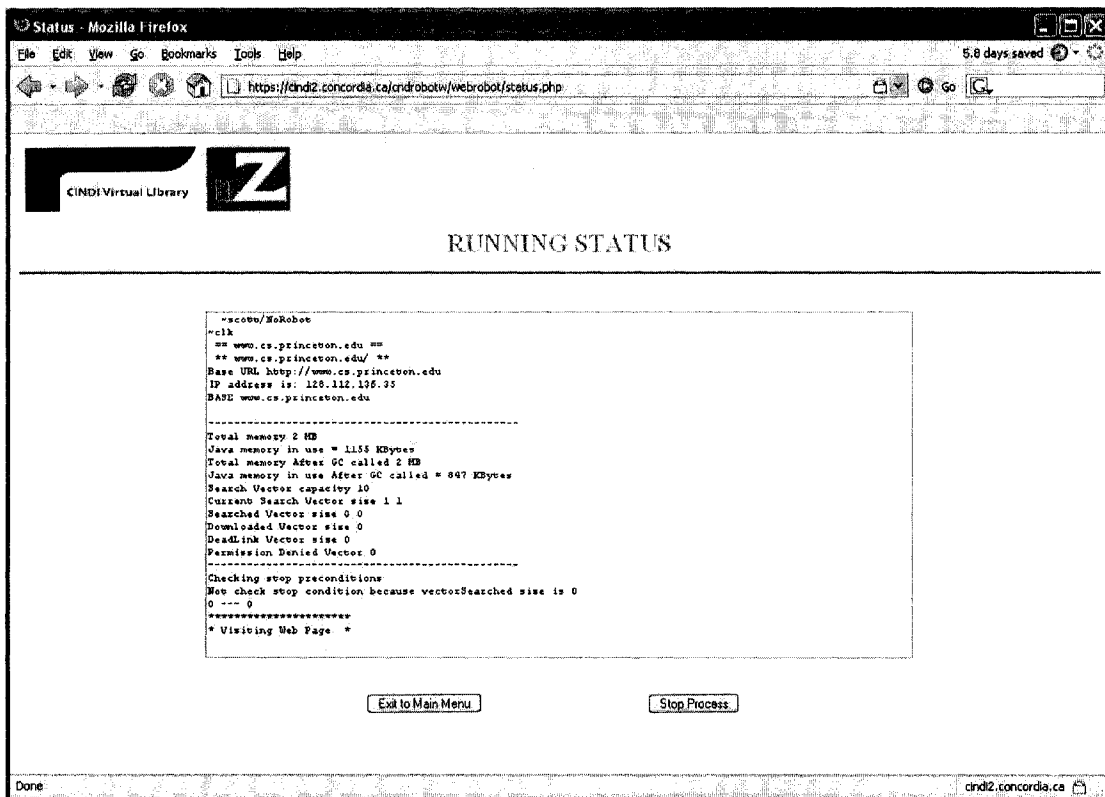 Status - Mozilla Firefox
File Edit View Go Bookmarks Tools Help
5.8 days saved
https://cindi2.concordia.ca/cndrobotw/webrobot/status.php
Go
G
CINDI Virtual Library
Z
RUNNING STATUS
~scott/NoRobot
~clk
== www.cs.princeton.edu ==
** www.cs.princeton.edu/ **
Base URL http://www.cs.princeton.edu
IP address is: 128.112.136.35
BASE www.cs.princeton.edu
--------------------------------------------------
Total memory 2 MB
Java memory in use = 1155 KBytes
Total memory After GC called 2 MB
Java memory in use After GC called = 847 KBytes
Search Vector capacity 10
Current Search Vector size 1 1
Searched Vector size 0 0
Downloaded Vector size 0
DeadLink Vector size 0
Permission Denied Vector 0
--------------------------------------------------
Checking stop preconditions
Not check stop condition because vectorSearched size is 0
0 --- 0
***********************
* Visiting Web Page *
Exit to Main Menu
Stop Process
Done
cindi2.concordia.ca